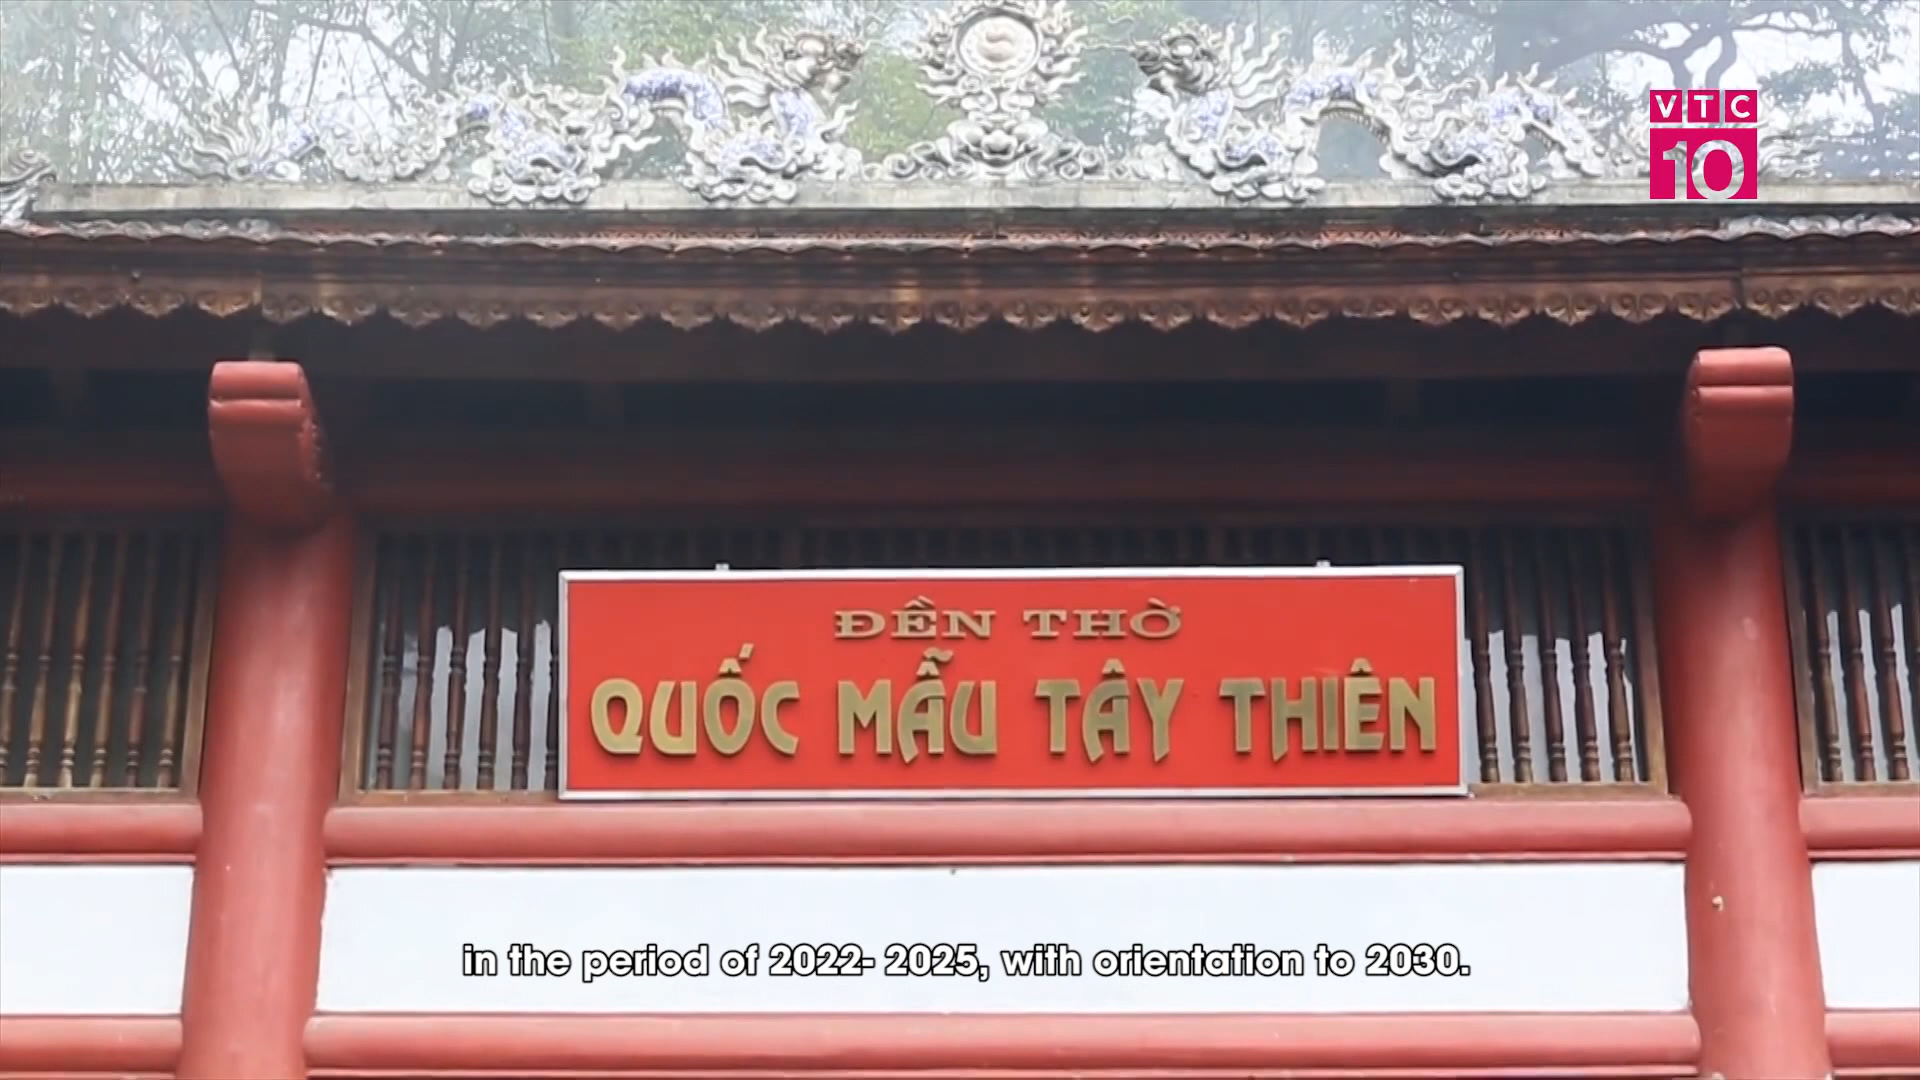 VTC
10
ĐỀN THỜ
QUỐC MẪU TÂY THIÊN
in the period of 2022- 2025, with orientation to 2030.